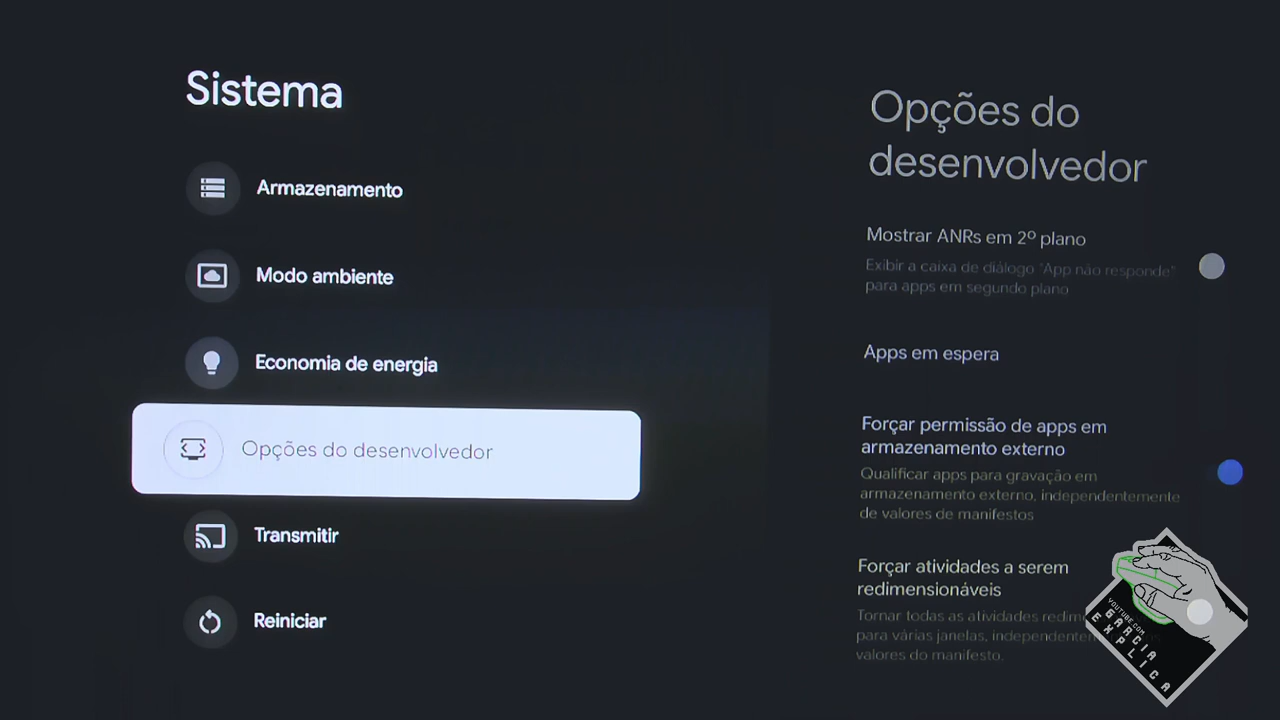 Sistema
Armazenamento
Modo ambiente
Economia de energia
Opções do desenvolvedor
Transmitir
Reiniciar
Opções do
desenvolvedor
Mostrar ANRs em 2º plano
Exibir a caixa de diálogo "App não responde"
para apps em segundo plano
Apps em espera
Forçar permissão de apps em
armazenamento externo
Qualificar apps para gravação em
armazenamento externo, independentemente
de valores de manifestos
Forçar atividades a serem
redimensionáveis
Tornar todas as atividades redim
para várias janelas, independenten
valores do manifesto.
YOUTUBE.COM
GARCIA
EXPLICA